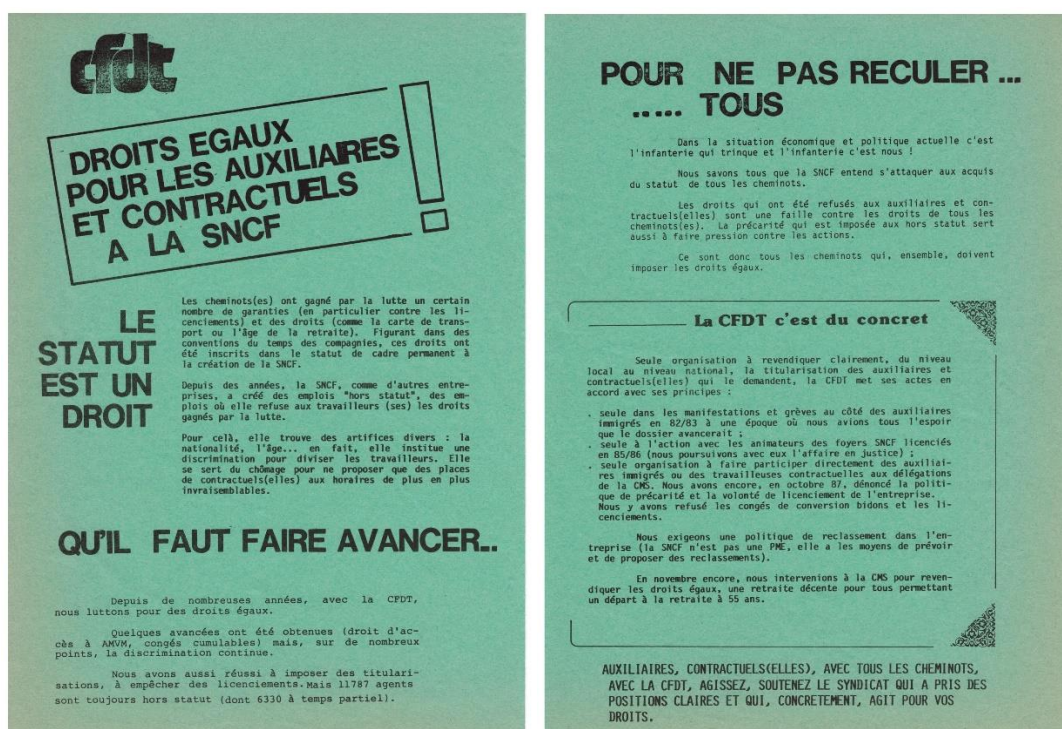 cfdt
DROITS EGAUX
POUR LES AUXILIAIRES
ET CONTRACTUELS
A LA SNCF
!
LE
STATUT
EST UN
DROIT
Les cheminots(es) ont gagné par la lutte un certain
nombre de garanties (en particulier contre les li-
cenciements) et des droits (comme la carte de trans-
port ou l'âge de la retraite). Figurant dans des
conventions du temps des compagnies, ces droits ont
été inscrits dans le statut de cadre permanent à
la création de la SNCF.
Depuis des années, la SNCF, comme d'autres entre-
prises, a créé des emplois "hors statut", des em-
plois où elle refuse aux travailleurs (ses) les droits
gagnés par la lutte.
Pour celà, elle trouve des artifices divers : la
nationalité, l'âge... en fait, elle institue une
discrimination pour diviser les travailleurs. Elle
se sert du chômage pour ne proposer que des places
de contractuels(elles) aux horaires de plus en plus
invraisemblables.
QU'IL FAUT FAIRE AVANCER..
Depuis de nombreuses années, avec la CFDT,
nous luttons pour des droits égaux.
Quelques avancées ont été obtenues (droit d'ac-
cès à AMVM, congés cumulables) mais, sur de nombreux
points, la discrimination continue.
Nous avons aussi réussi à imposer des titulari-
sations, à empêcher des licenciements. Mais 11787 agents
sont toujours hors statut (dont 6330 à temps partiel).
POUR NE PAS RECULER ...
..... TOUS
Dans la situation économique et politique actuelle c'est
l'infanterie qui trinque et l'infanterie c'est nous !
Nous savons tous que la SNCF entend s'attaquer aux acquis
du statut de tous les cheminots.
Les droits qui ont été refusés aux auxiliaires et con-
tractuels(elles) sont une faille contre les droits de tous les
cheminots(es). La précarité qui est imposée aux hors statut sert
aussi à faire pression contre les actions.
Ce sont donc tous les cheminots qui, ensemble, doivent
imposer les droits égaux.
La CFDT c'est du concret
Seule organisation à revendiquer clairement, du niveau
local au niveau national, la titularisation des auxiliaires et
contractuels(elles) qui le demandent, la CFDT met ses actes en
accord avec ses principes :
. seule dans les manifestations et grèves au côté des auxiliaires
immigrés en 82/83 à une époque où nous avions tous l'espoir
que le dossier avancerait ;
. seule à l'action avec les animateurs des foyers SNCF licenciés
en 85/86 (nous poursuivons avec eux l'affaire en justice) ;
. seule organisation à faire participer directement des auxiliai-
res immigrés ou des travailleuses contractuelles aux délégations
de la CMS. Nous avons encore, en octobre 87, dénoncé la politi-
que de précarité et la volonté de licenciement de l'entreprise.
Nous y avons refusé les congés de conversion bidons et les li-
cenciements.
Nous exigeons une politique de reclassement dans l'en-
treprise (la SNCF n'est pas une PME, elle a les moyens de prévoir
et de proposer des reclassements).
En novembre encore, nous intervenions à la CMS pour reven-
diquer les droits égaux, une retraite décente pour tous permettant
un départ à la retraite à 55 ans.
AUXILIAIRES, CONTRACTUELS(ELLES), AVEC TOUS LES CHEMINOTS,
AVEC LA CFDT, AGISSEZ, SOUTENEZ LE SYNDICAT QUI A PRIS DES
POSITIONS CLAIRES ET QUI, CONCRETEMENT, AGIT POUR VOS
DROITS.